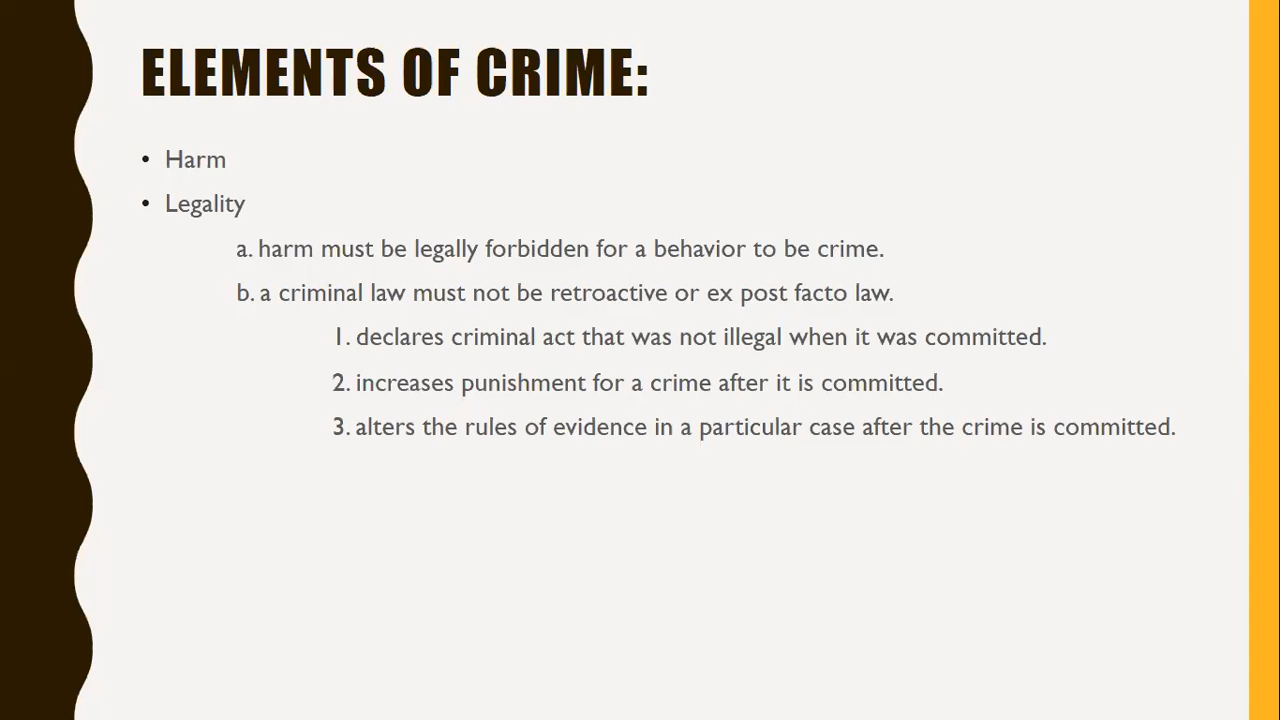 ELEMENTS OF CRIME:
• Harm
• Legality
a. harm must be legally forbidden for a behavior to be crime.
b. a criminal law must not be retroactive or ex post facto law.
1. declares criminal act that was not illegal when it was committed.
2. increases punishment for a crime after it is committed.
3. alters the rules of evidence in a particular case after the crime is committed.